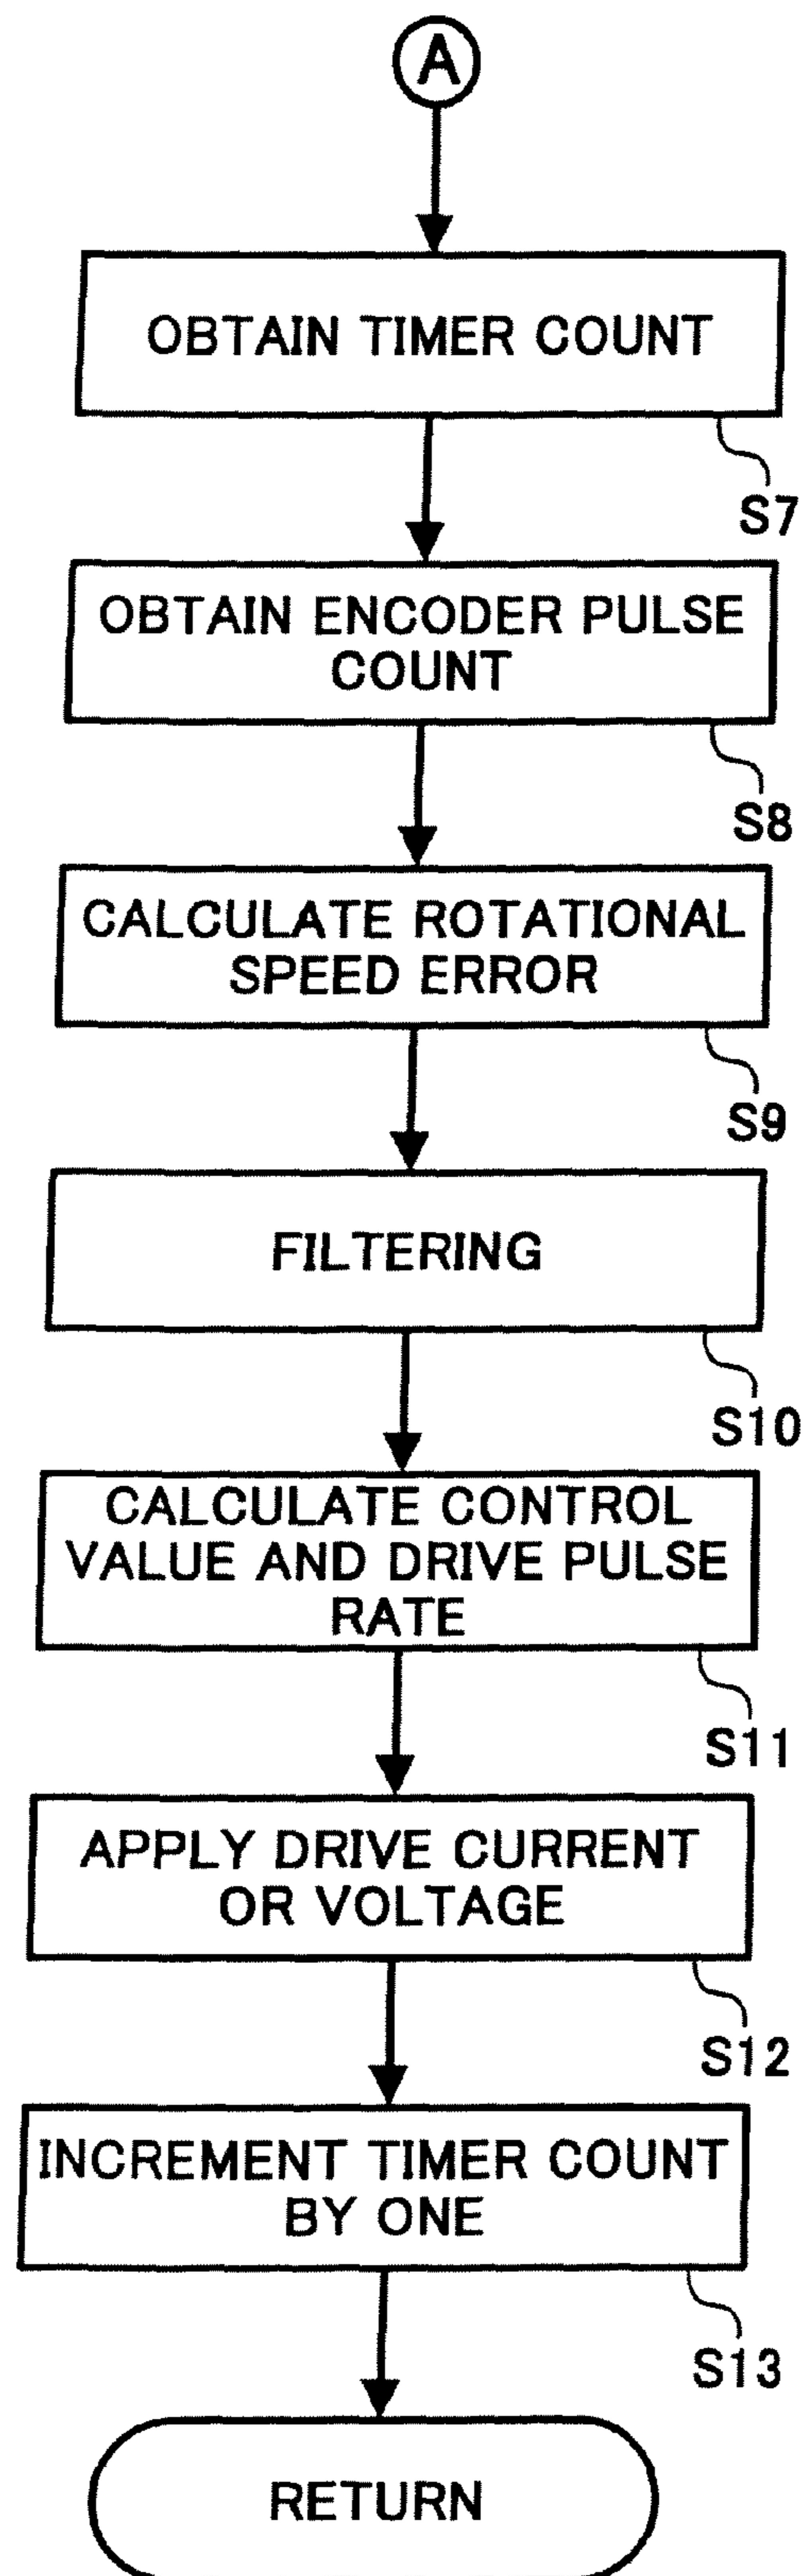 A
OBTAIN TIMER COUNT
S7
OBTAIN ENCODER PULSE
COUNT
S8
CALCULATE ROTATIONAL
SPEED ERROR
S9
FILTERING
S10
CALCULATE CONTROL
VALUE AND DRIVE PULSE
RATE
S11
APPLY DRIVE CURRENT
OR VOLTAGE
S12
INCREMENT TIMER COUNT
BY ONE
S13
RETURN